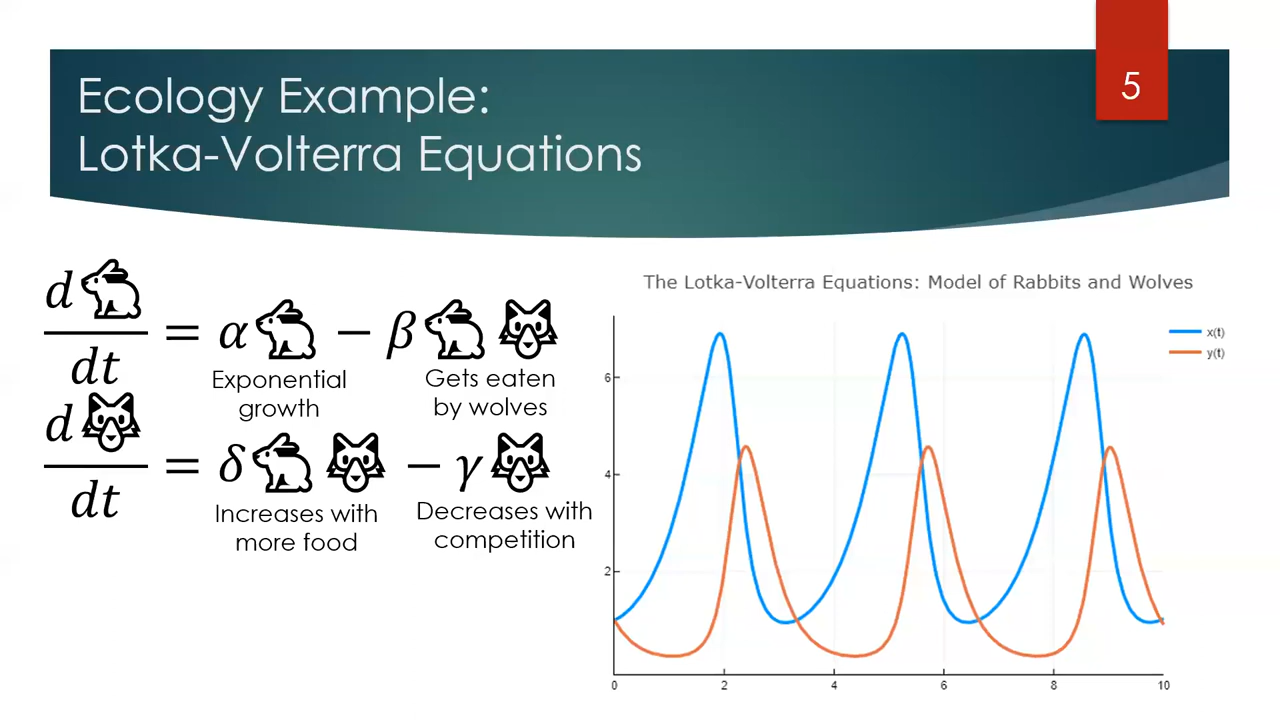 5
Ecology Example:
Lotka-Volterra Equations
d🐇/dt = α🐇 − β🐇🐺
Exponential growth
Gets eaten by wolves
d🐺/dt = δ🐇🐺 − γ🐺
Increases with more food
Decreases with competition
The Lotka-Volterra Equations: Model of Rabbits and Wolves
x(t)
y(t)
6
4
2
0 2 4 6 8 10